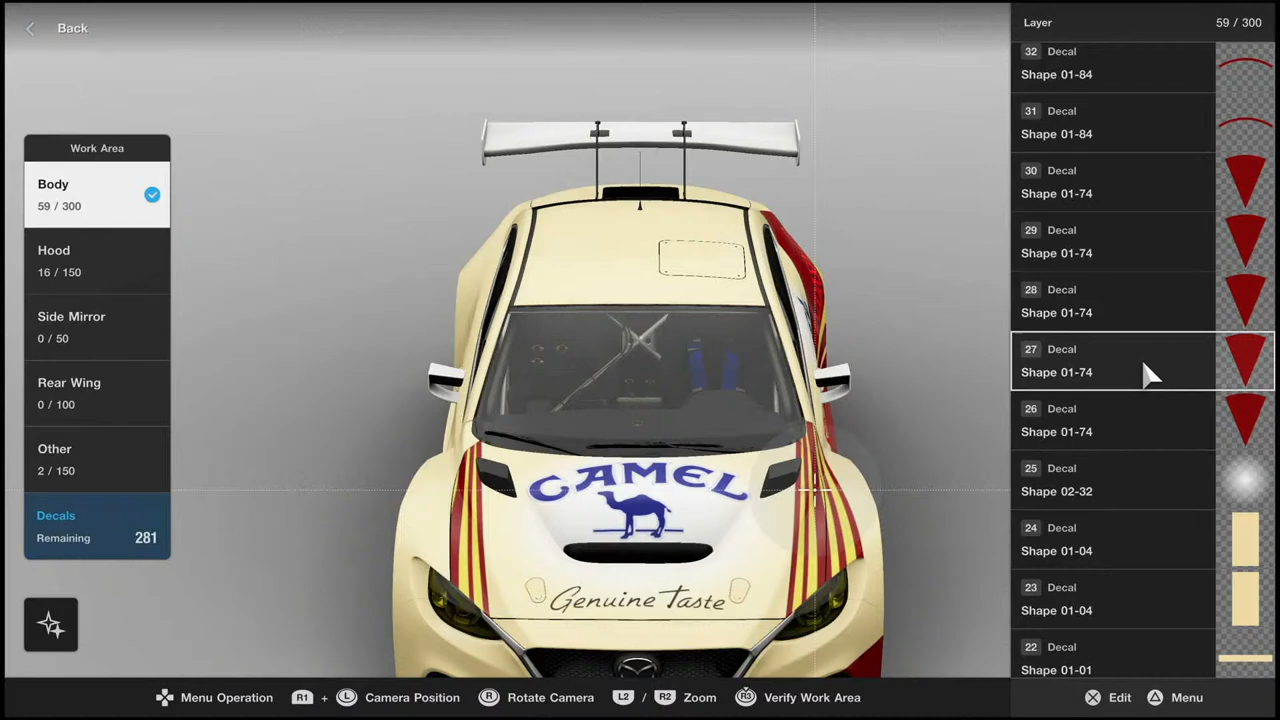 Back
Layer 59 / 300
Work Area
Body
59 / 300
Hood
16 / 150
Side Mirror
0 / 50
Rear Wing
0 / 100
Other
2 / 150
Decals
Remaining 281
CAMEL
Genuine Taste
32 Decal
Shape 01-84
31 Decal
Shape 01-84
30 Decal
Shape 01-74
29 Decal
Shape 01-74
28 Decal
Shape 01-74
27 Decal
Shape 01-74
26 Decal
Shape 01-74
25 Decal
Shape 02-32
24 Decal
Shape 01-04
23 Decal
Shape 01-04
22 Decal
Shape 01-01
Menu Operation R1 + L Camera Position R Rotate Camera L2 / R2 Zoom R3 Verify Work Area Edit Menu